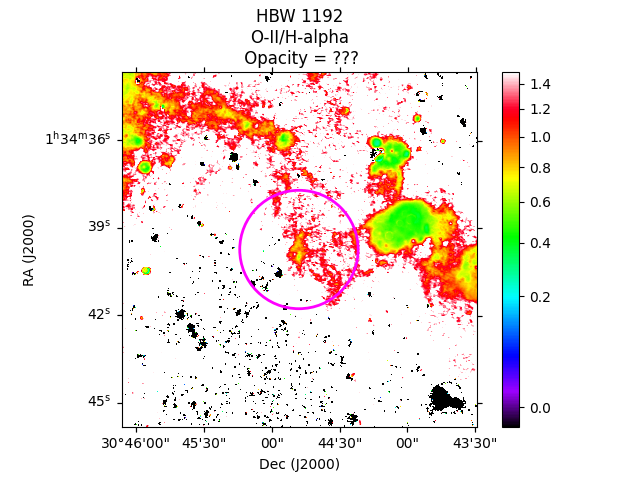 HBW 1192
O-II/H-alpha
Opacity = ???
1ʰ34ᵐ36ˢ
39ˢ
42ˢ
45ˢ
RA (J2000)
30°46'00" 45'30" 00" 44'30" 00" 43'30"
Dec (J2000)
1.4
1.2
1.0
0.8
0.6
0.4
0.2
0.0